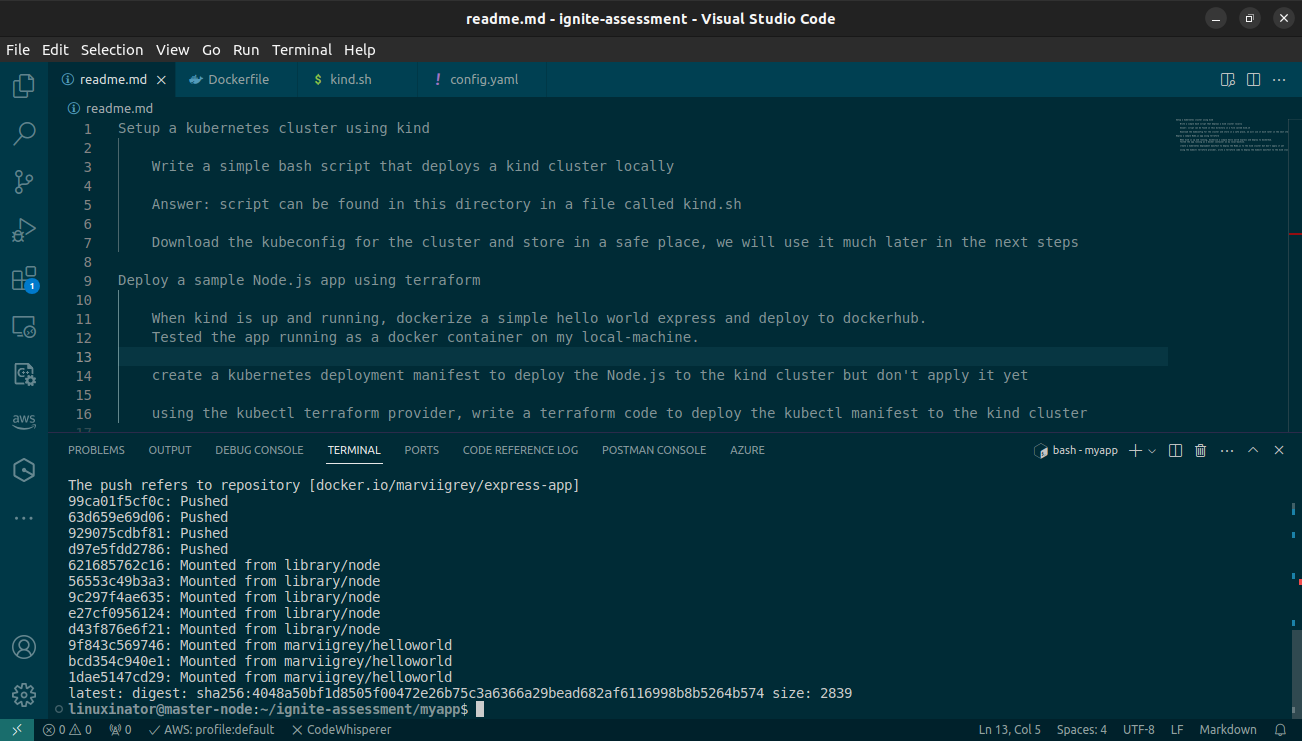 readme.md - ignite-assessment - Visual Studio Code
File Edit Selection View Go Run Terminal Help
readme.md Dockerfile $ kind.sh ! config.yaml
readme.md
1 Setup a kubernetes cluster using kind
2
3 Write a simple bash script that deploys a kind cluster locally
4
5 Answer: script can be found in this directory in a file called kind.sh
6
7 Download the kubeconfig for the cluster and store in a safe place, we will use it much later in the next steps
8
9 Deploy a sample Node.js app using terraform
10
11 When kind is up and running, dockerize a simple hello world express and deploy to dockerhub.
12 Tested the app running as a docker container on my local-machine.
13
14 create a kubernetes deployment manifest to deploy the Node.js to the kind cluster but don't apply it yet
15
16 using the kubectl terraform provider, write a terraform code to deploy the kubectl manifest to the kind cluster
17
1
aws
PROBLEMS OUTPUT DEBUG CONSOLE TERMINAL PORTS CODE REFERENCE LOG POSTMAN CONSOLE AZURE bash - myapp
The push refers to repository [docker.io/marviigrey/express-app]
99ca01f5cf0c: Pushed
63d659e69d06: Pushed
929075cdbf81: Pushed
d97e5fdd2786: Pushed
621685762c16: Mounted from library/node
56553c49b3a3: Mounted from library/node
9c297f4ae635: Mounted from library/node
e27cf0956124: Mounted from library/node
d43f876e6f21: Mounted from library/node
9f843c569746: Mounted from marviigrey/helloworld
bcd354c940e1: Mounted from marviigrey/helloworld
1dae5147cd29: Mounted from marviigrey/helloworld
latest: digest: sha256:4048a50bf1d8505f00472e26b75c3a6366a29bead682af6116998b8b5264b574 size: 2839
linuxinator@master-node:~/ignite-assessment/myapp$
0 0 0 AWS: profile:default CodeWhisperer Ln 13, Col 5 Spaces: 4 UTF-8 LF Markdown